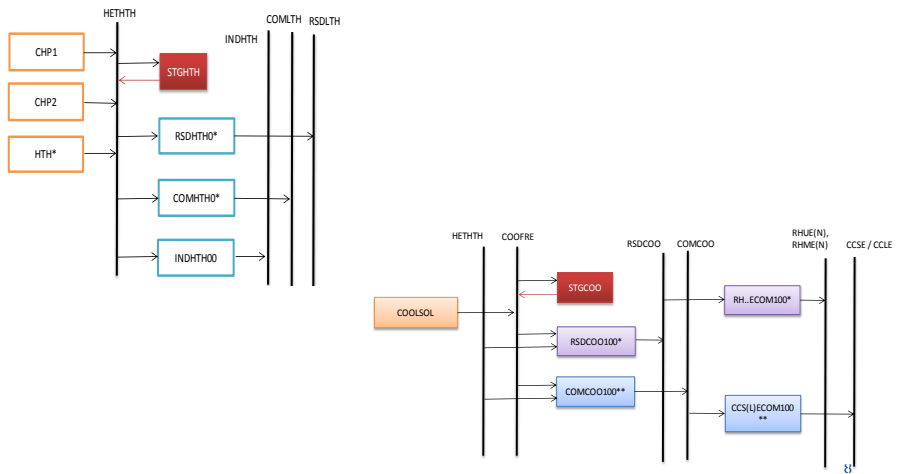 HETHTH
COMLTH
RSDLTH
INDHTH
CHP1
STGHTH
CHP2
RSDHTH0*
HTH*
COMHTH0*
INDHTH00
HETHTH
COOFRE
RSDCOO
COMCOO
RHUE(N),
RHME(N)
CCSE / CCLE
STGCOO
RH..ECOM100*
COOLSOL
RSDCOO100*
COMCOO100**
CCS(L)ECOM100
**